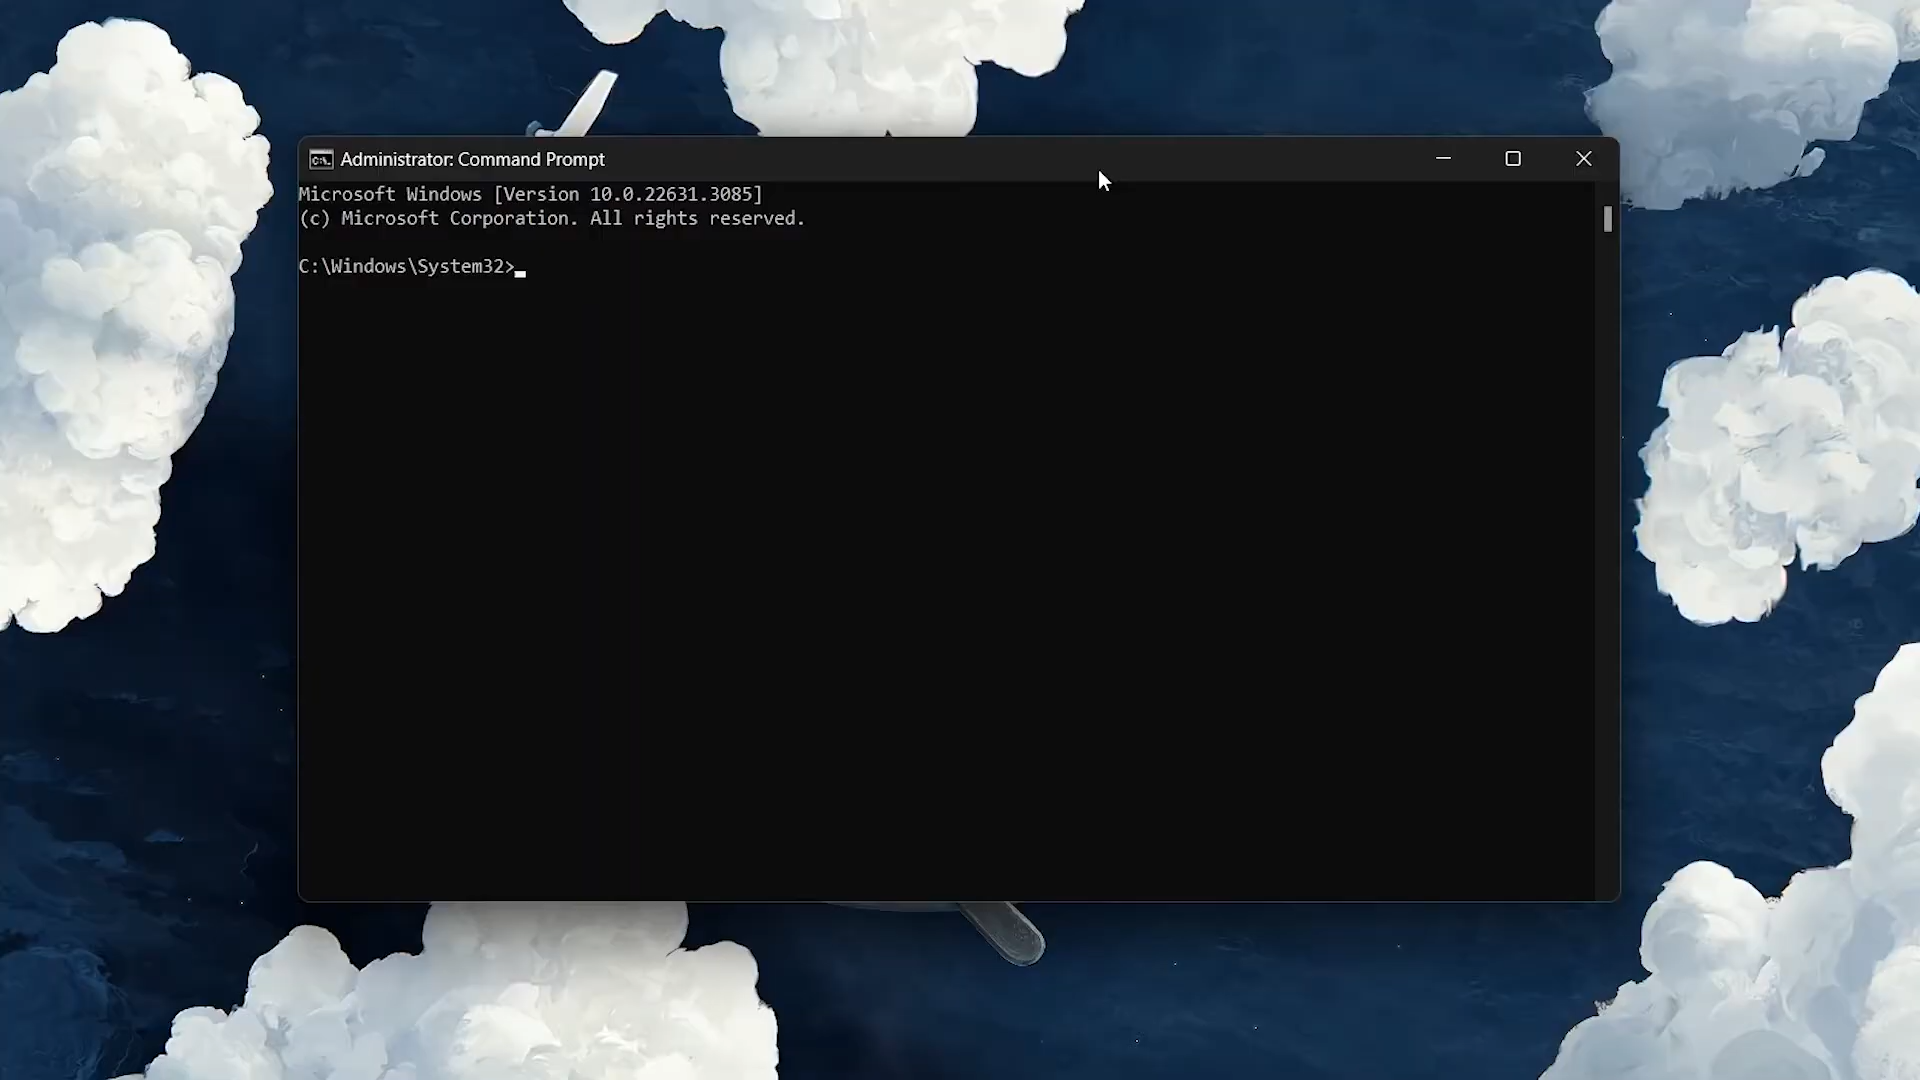 Administrator: Command Prompt
Microsoft Windows [Version 10.0.22631.3085]
(c) Microsoft Corporation. All rights reserved.
C:\Windows\System32>